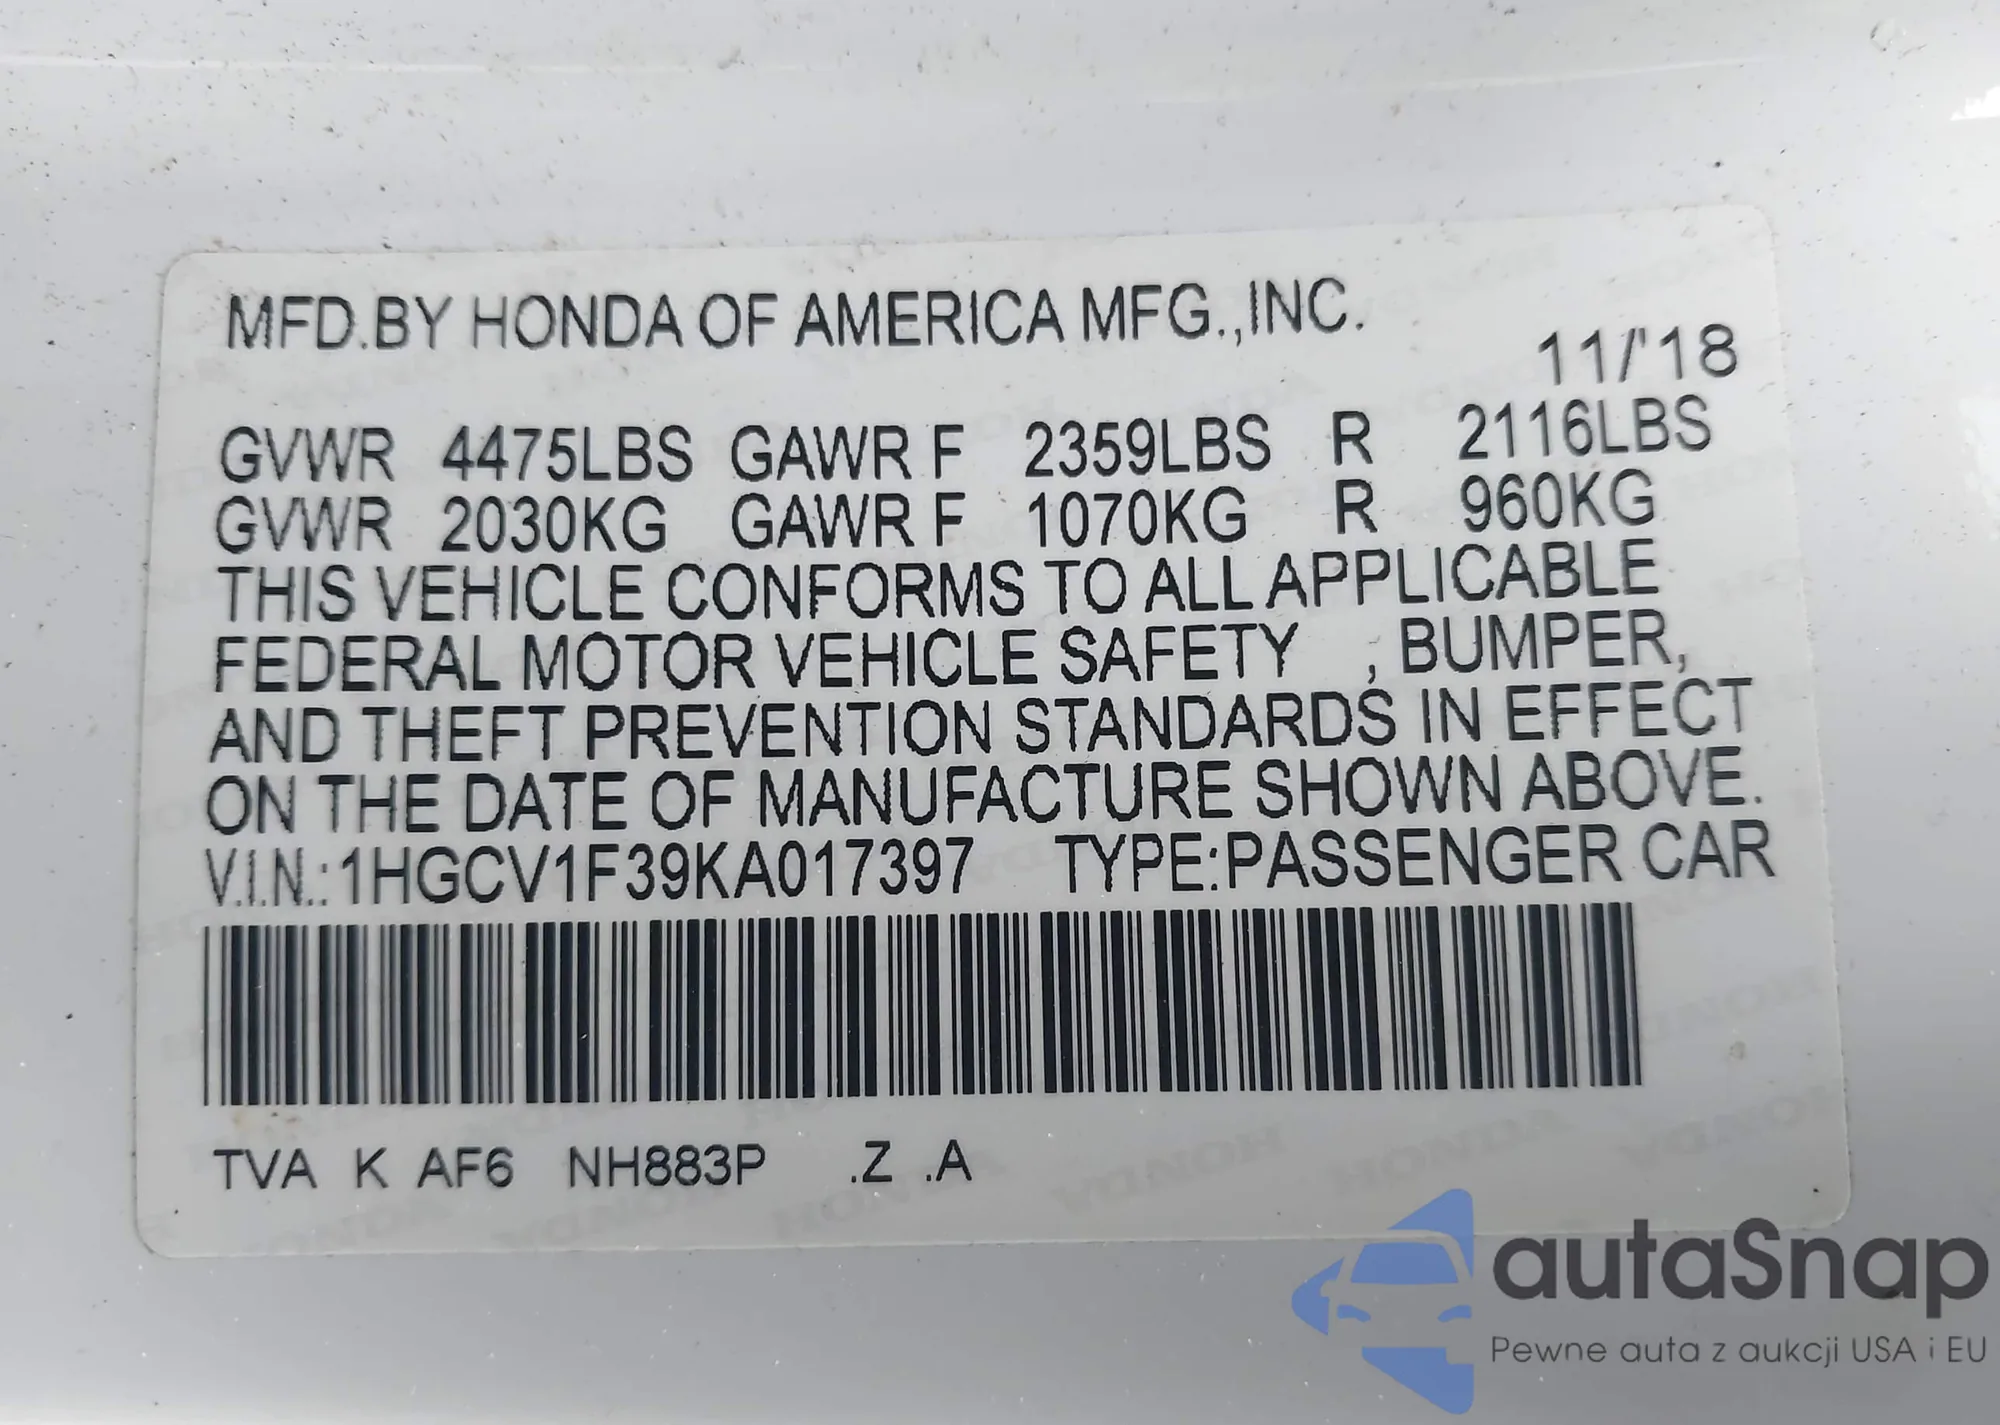 MFD.BY HONDA OF AMERICA MFG.,INC.
11/'18
GVWR 4475LBS GAWR F 2359LBS R 2116LBS
GVWR 2030KG GAWR F 1070KG R 960KG
THIS VEHICLE CONFORMS TO ALL APPLICABLE
FEDERAL MOTOR VEHICLE SAFETY , BUMPER,
AND THEFT PREVENTION STANDARDS IN EFFECT
ON THE DATE OF MANUFACTURE SHOWN ABOVE.
V.I.N.:1HGCV1F39KA017397 TYPE:PASSENGER CAR
TVA K AF6 NH883P .Z .A
autaSnap
Pewne auta z aukcji USA i EU